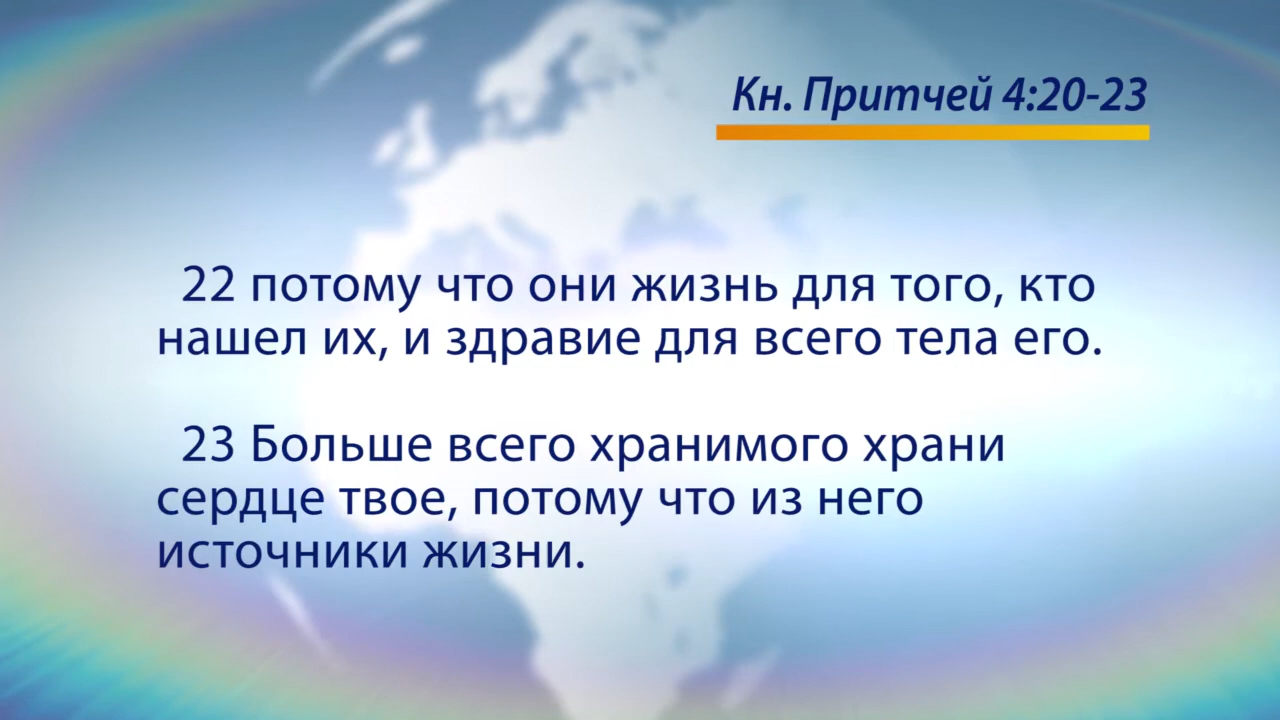 Кн. Притчей 4:20-23
22 потому что они жизнь для того, кто
нашел их, и здравие для всего тела его.
23 Больше всего хранимого храни
сердце твое, потому что из него
источники жизни.